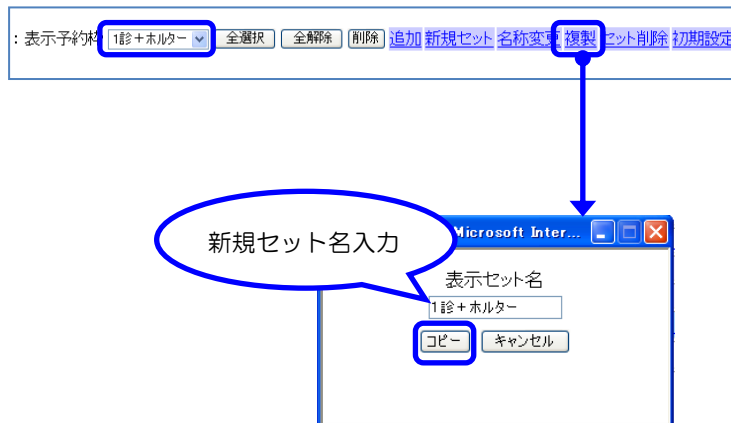 ：表示予約枠 1診＋ホルター 全選択 全解除 削除 追加 新規セット 名称変更 複製 セット削除 初期設定
新規セット名入力
Microsoft Inter...
表示セット名
1診＋ホルター
コピー キャンセル